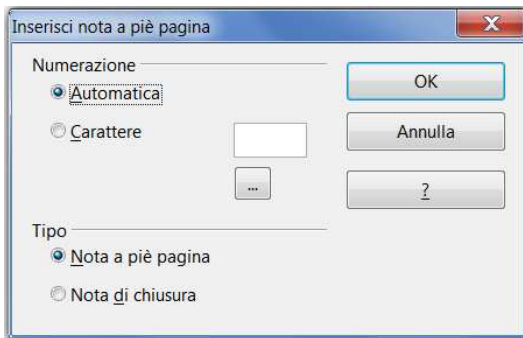 Inserisci nota a piè pagina
X
Numerazione
Automatica
Carattere
...
OK
Annulla
?
Tipo
Nota a piè pagina
Nota di chiusura